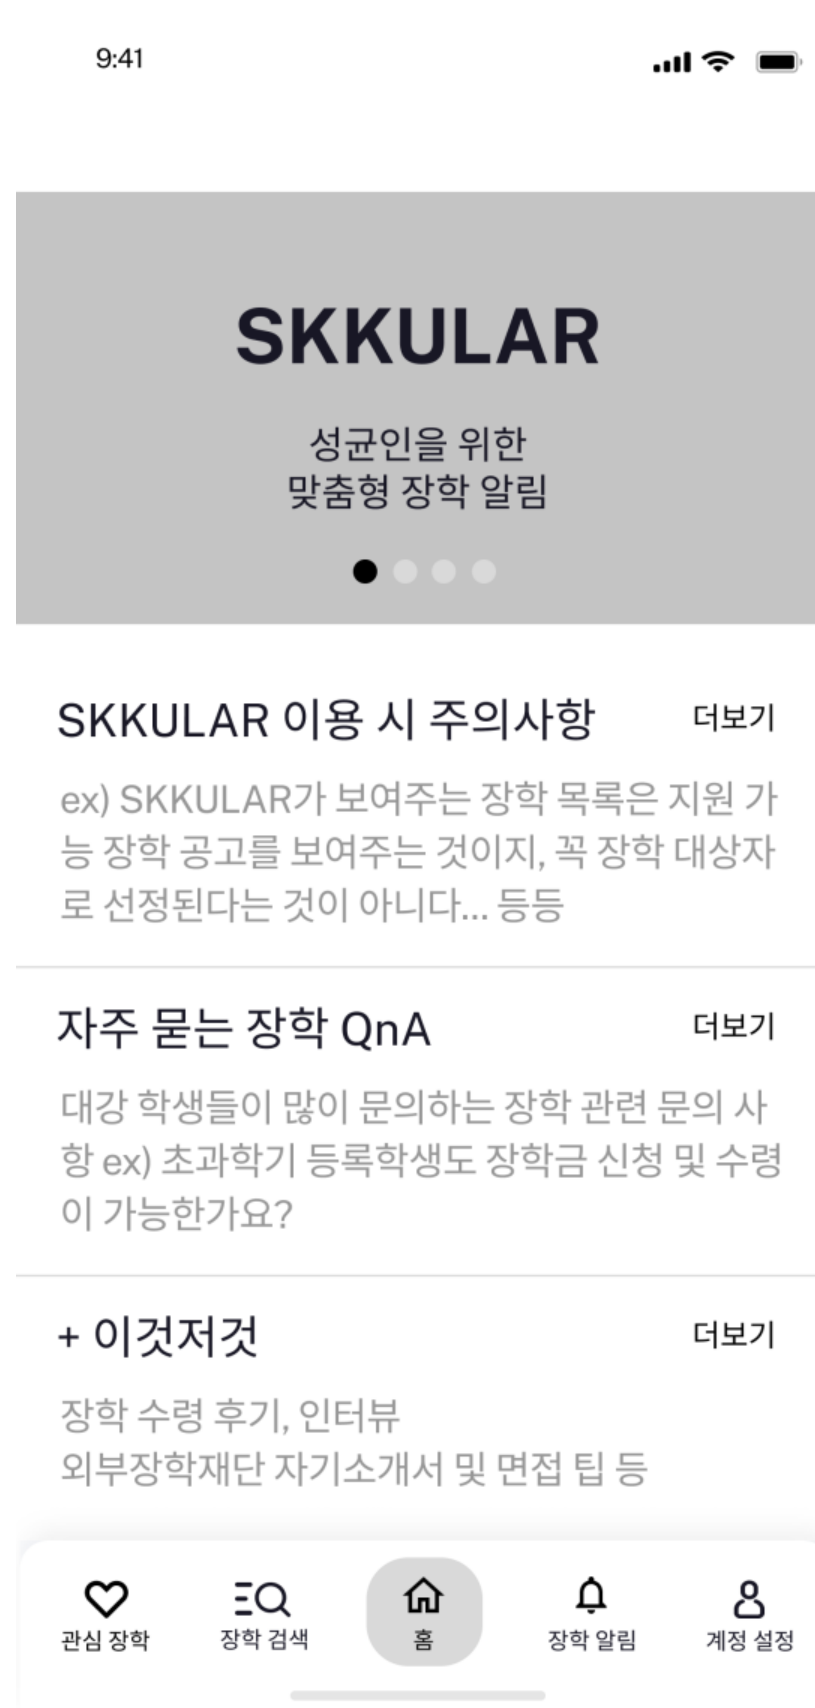 9:41
SKKULAR
성균인을 위한
맞춤형 장학 알림
SKKULAR 이용 시 주의사항
더보기
ex) SKKULAR가 보여주는 장학 목록은 지원 가
능 장학 공고를 보여주는 것이지, 꼭 장학 대상자
로 선정된다는 것이 아니다... 등등
자주 묻는 장학 QnA
더보기
대강 학생들이 많이 문의하는 장학 관련 문의 사
항 ex) 초과학기 등록학생도 장학금 신청 및 수령
이 가능한가요?
+ 이것저것
더보기
장학 수령 후기, 인터뷰
외부장학재단 자기소개서 및 면접 팁 등
관심 장학
장학 검색
홈
장학 알림
계정 설정